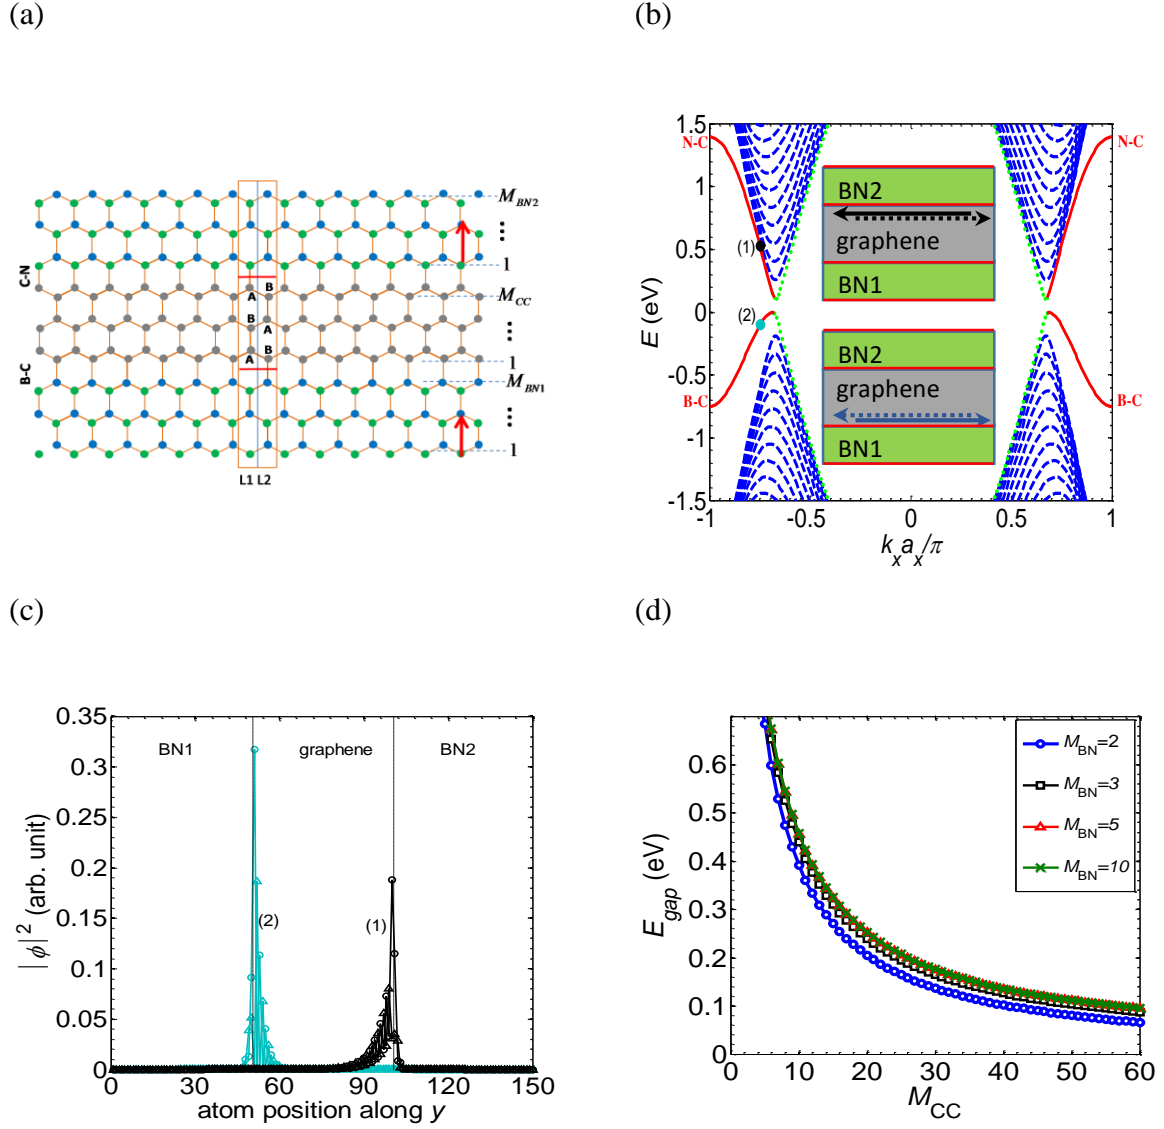 (a)
M_BN2
⋮
1
C-N
B
A
M_CC
B
A
⋮
B
A
1
B-C
M_BN1
⋮
1
L1 L2
(b)
1.5
1
0.5
0
-0.5
-1
-1.5
E (eV)
N-C
N-C
BN2
graphene
BN1
(1)
(2)
BN2
graphene
BN1
B-C
B-C
-1
-0.5
0
0.5
1
k_x a_x/π
(c)
0.35
0.3
0.25
0.2
0.15
0.1
0.05
0
|ϕ|² (arb. unit)
BN1
graphene
BN2
(2)
(1)
0
30
60
90
120
150
atom position along y
(d)
0.6
0.5
0.4
0.3
0.2
0.1
0
E_gap (eV)
M_BN=2
M_BN=3
M_BN=5
M_BN=10
0
10
20
30
40
50
60
M_CC